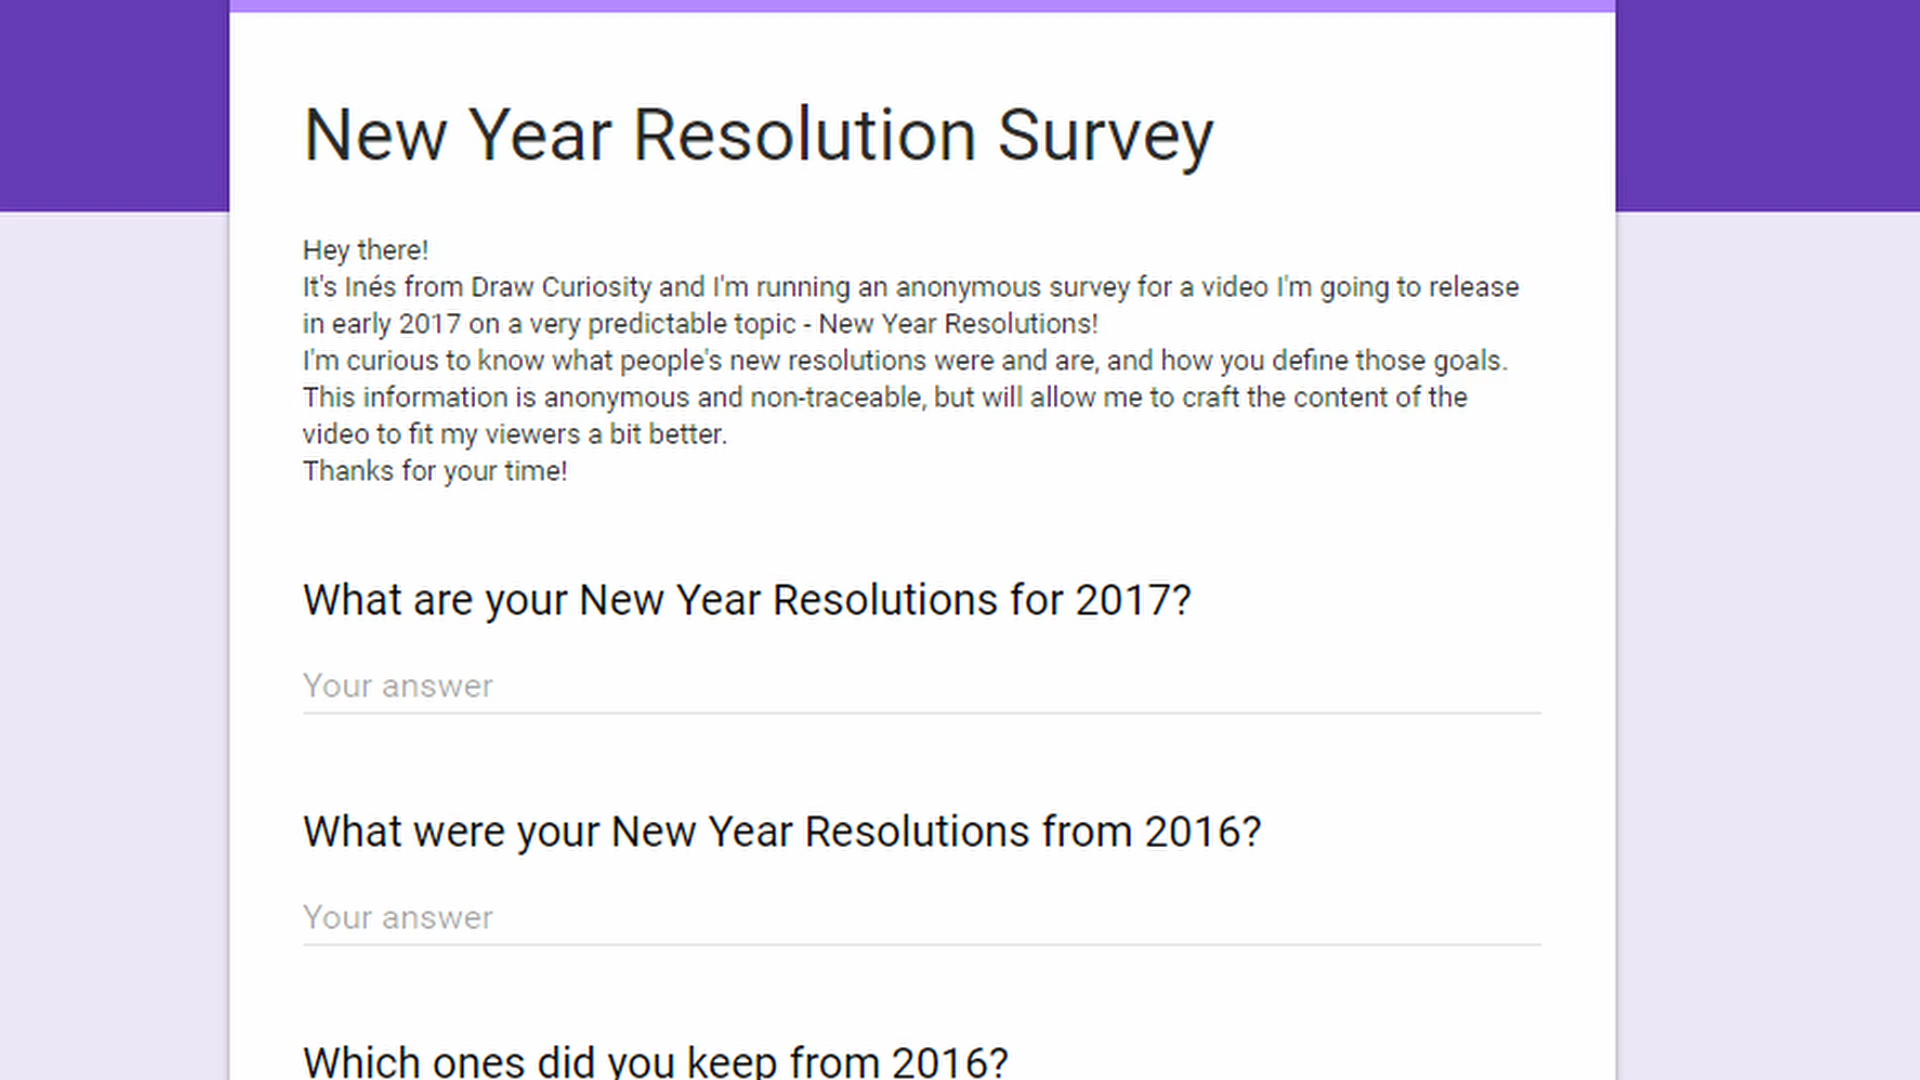 New Year Resolution Survey
Hey there!
It's Inés from Draw Curiosity and I'm running an anonymous survey for a video I'm going to release
in early 2017 on a very predictable topic - New Year Resolutions!
I'm curious to know what people's new resolutions were and are, and how you define those goals.
This information is anonymous and non-traceable, but will allow me to craft the content of the
video to fit my viewers a bit better.
Thanks for your time!
What are your New Year Resolutions for 2017?
Your answer
What were your New Year Resolutions from 2016?
Your answer
Which ones did you keep from 2016?